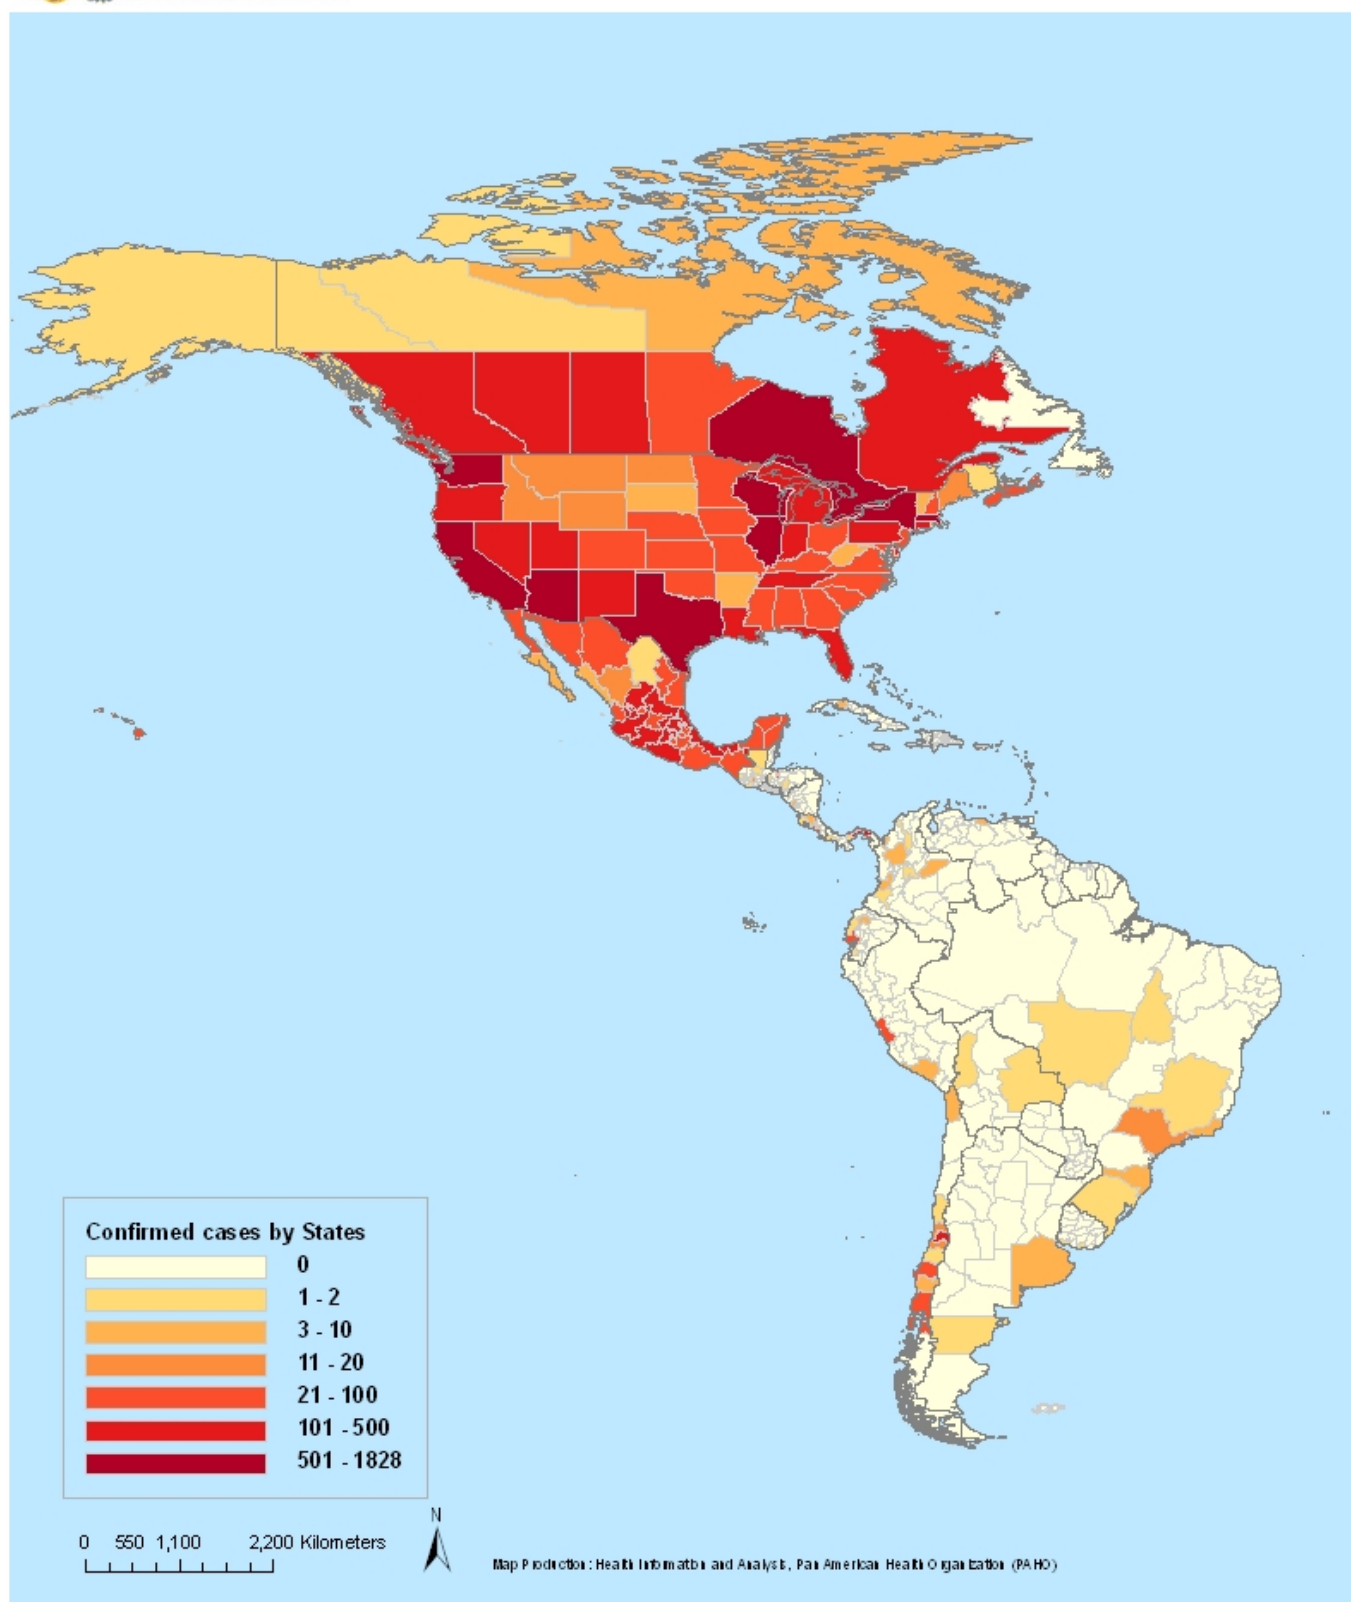 Confirmed cases by States
0
1 - 2
3 - 10
11 - 20
21 - 100
101 - 500
501 - 1828
N
0 550 1,100 2,200 Kilometers
Map Production: Health Information and Analysis, Pan American Health Organization (PAHO)